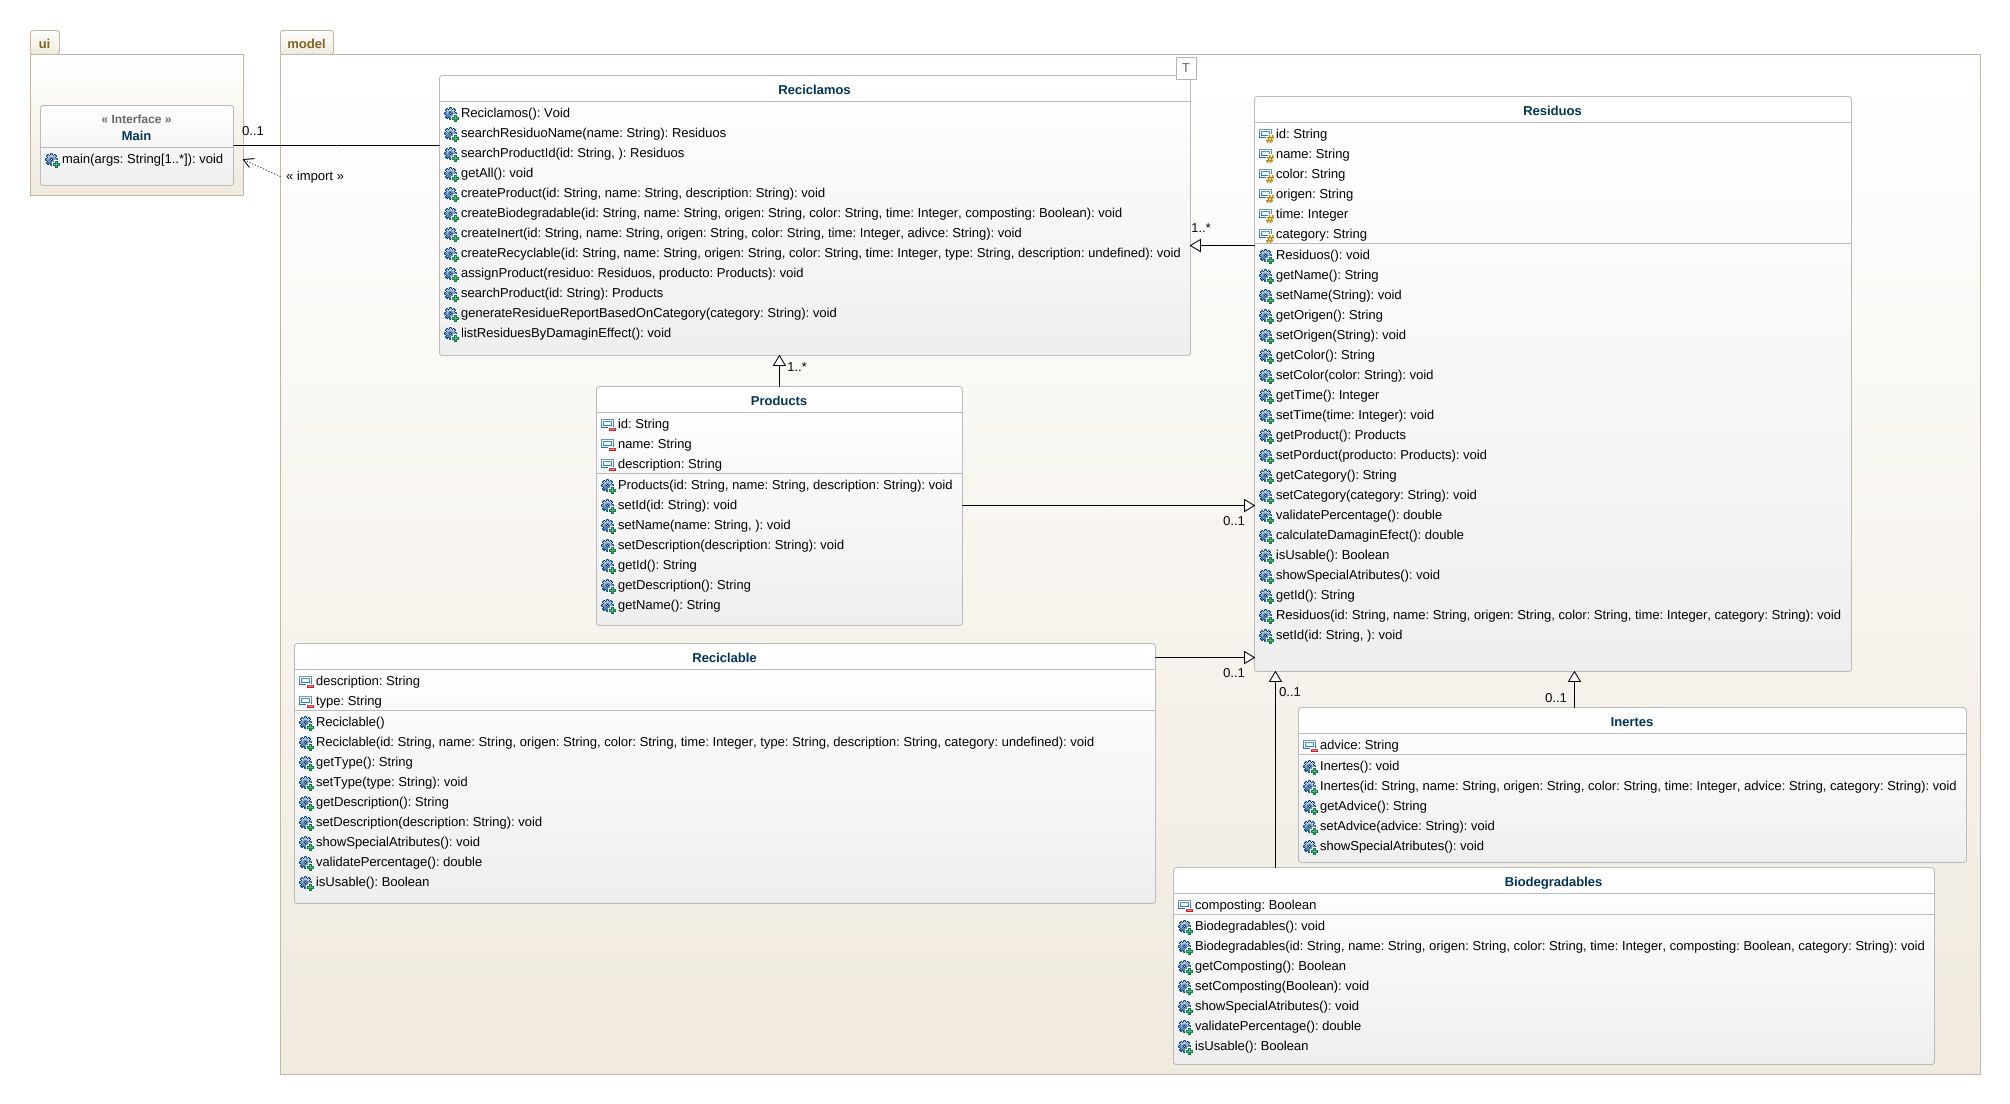 ui
« Interface »
Main
main(args: String[1..*]): void
0..1
« import »
model
T
Reciclamos
Reciclamos(): Void
searchResiduoName(name: String): Residuos
searchProductId(id: String, ): Residuos
getAll(): void
createProduct(id: String, name: String, description: String): void
createBiodegradable(id: String, name: String, origen: String, color: String, time: Integer, composting: Boolean): void
createInert(id: String, name: String, origen: String, color: String, time: Integer, adivce: String): void
createRecyclable(id: String, name: String, origen: String, color: String, time: Integer, type: String, description: undefined): void
assignProduct(residuo: Residuos, producto: Products): void
searchProduct(id: String): Products
generateResidueReportBasedOnCategory(category: String): void
listResiduesByDamaginEffect(): void
1..*
1..*
Products
id: String
name: String
description: String
Products(id: String, name: String, description: String): void
setId(id: String): void
setName(name: String, ): void
setDescription(description: String): void
getId(): String
getDescription(): String
getName(): String
0..1
Residuos
id: String
name: String
color: String
origen: String
time: Integer
category: String
Residuos(): void
getName(): String
setName(String): void
getOrigen(): String
setOrigen(String): void
getColor(): String
setColor(color: String): void
getTime(): Integer
setTime(time: Integer): void
getProduct(): Products
setPorduct(producto: Products): void
getCategory(): String
setCategory(category: String): void
validatePercentage(): double
calculateDamaginEfect(): double
isUsable(): Boolean
showSpecialAtributes(): void
getId(): String
Residuos(id: String, name: String, origen: String, color: String, time: Integer, category: String): void
setId(id: String, ): void
Reciclable
description: String
type: String
Reciclable()
Reciclable(id: String, name: String, origen: String, color: String, time: Integer, type: String, description: String, category: undefined): void
getType(): String
setType(type: String): void
getDescription(): String
setDescription(description: String): void
showSpecialAtributes(): void
validatePercentage(): double
isUsable(): Boolean
0..1
0..1
0..1
Inertes
advice: String
Inertes(): void
Inertes(id: String, name: String, origen: String, color: String, time: Integer, advice: String, category: String): void
getAdvice(): String
setAdvice(advice: String): void
showSpecialAtributes(): void
Biodegradables
composting: Boolean
Biodegradables(): void
Biodegradables(id: String, name: String, origen: String, color: String, time: Integer, composting: Boolean, category: String): void
getComposting(): Boolean
setComposting(Boolean): void
showSpecialAtributes(): void
validatePercentage(): double
isUsable(): Boolean